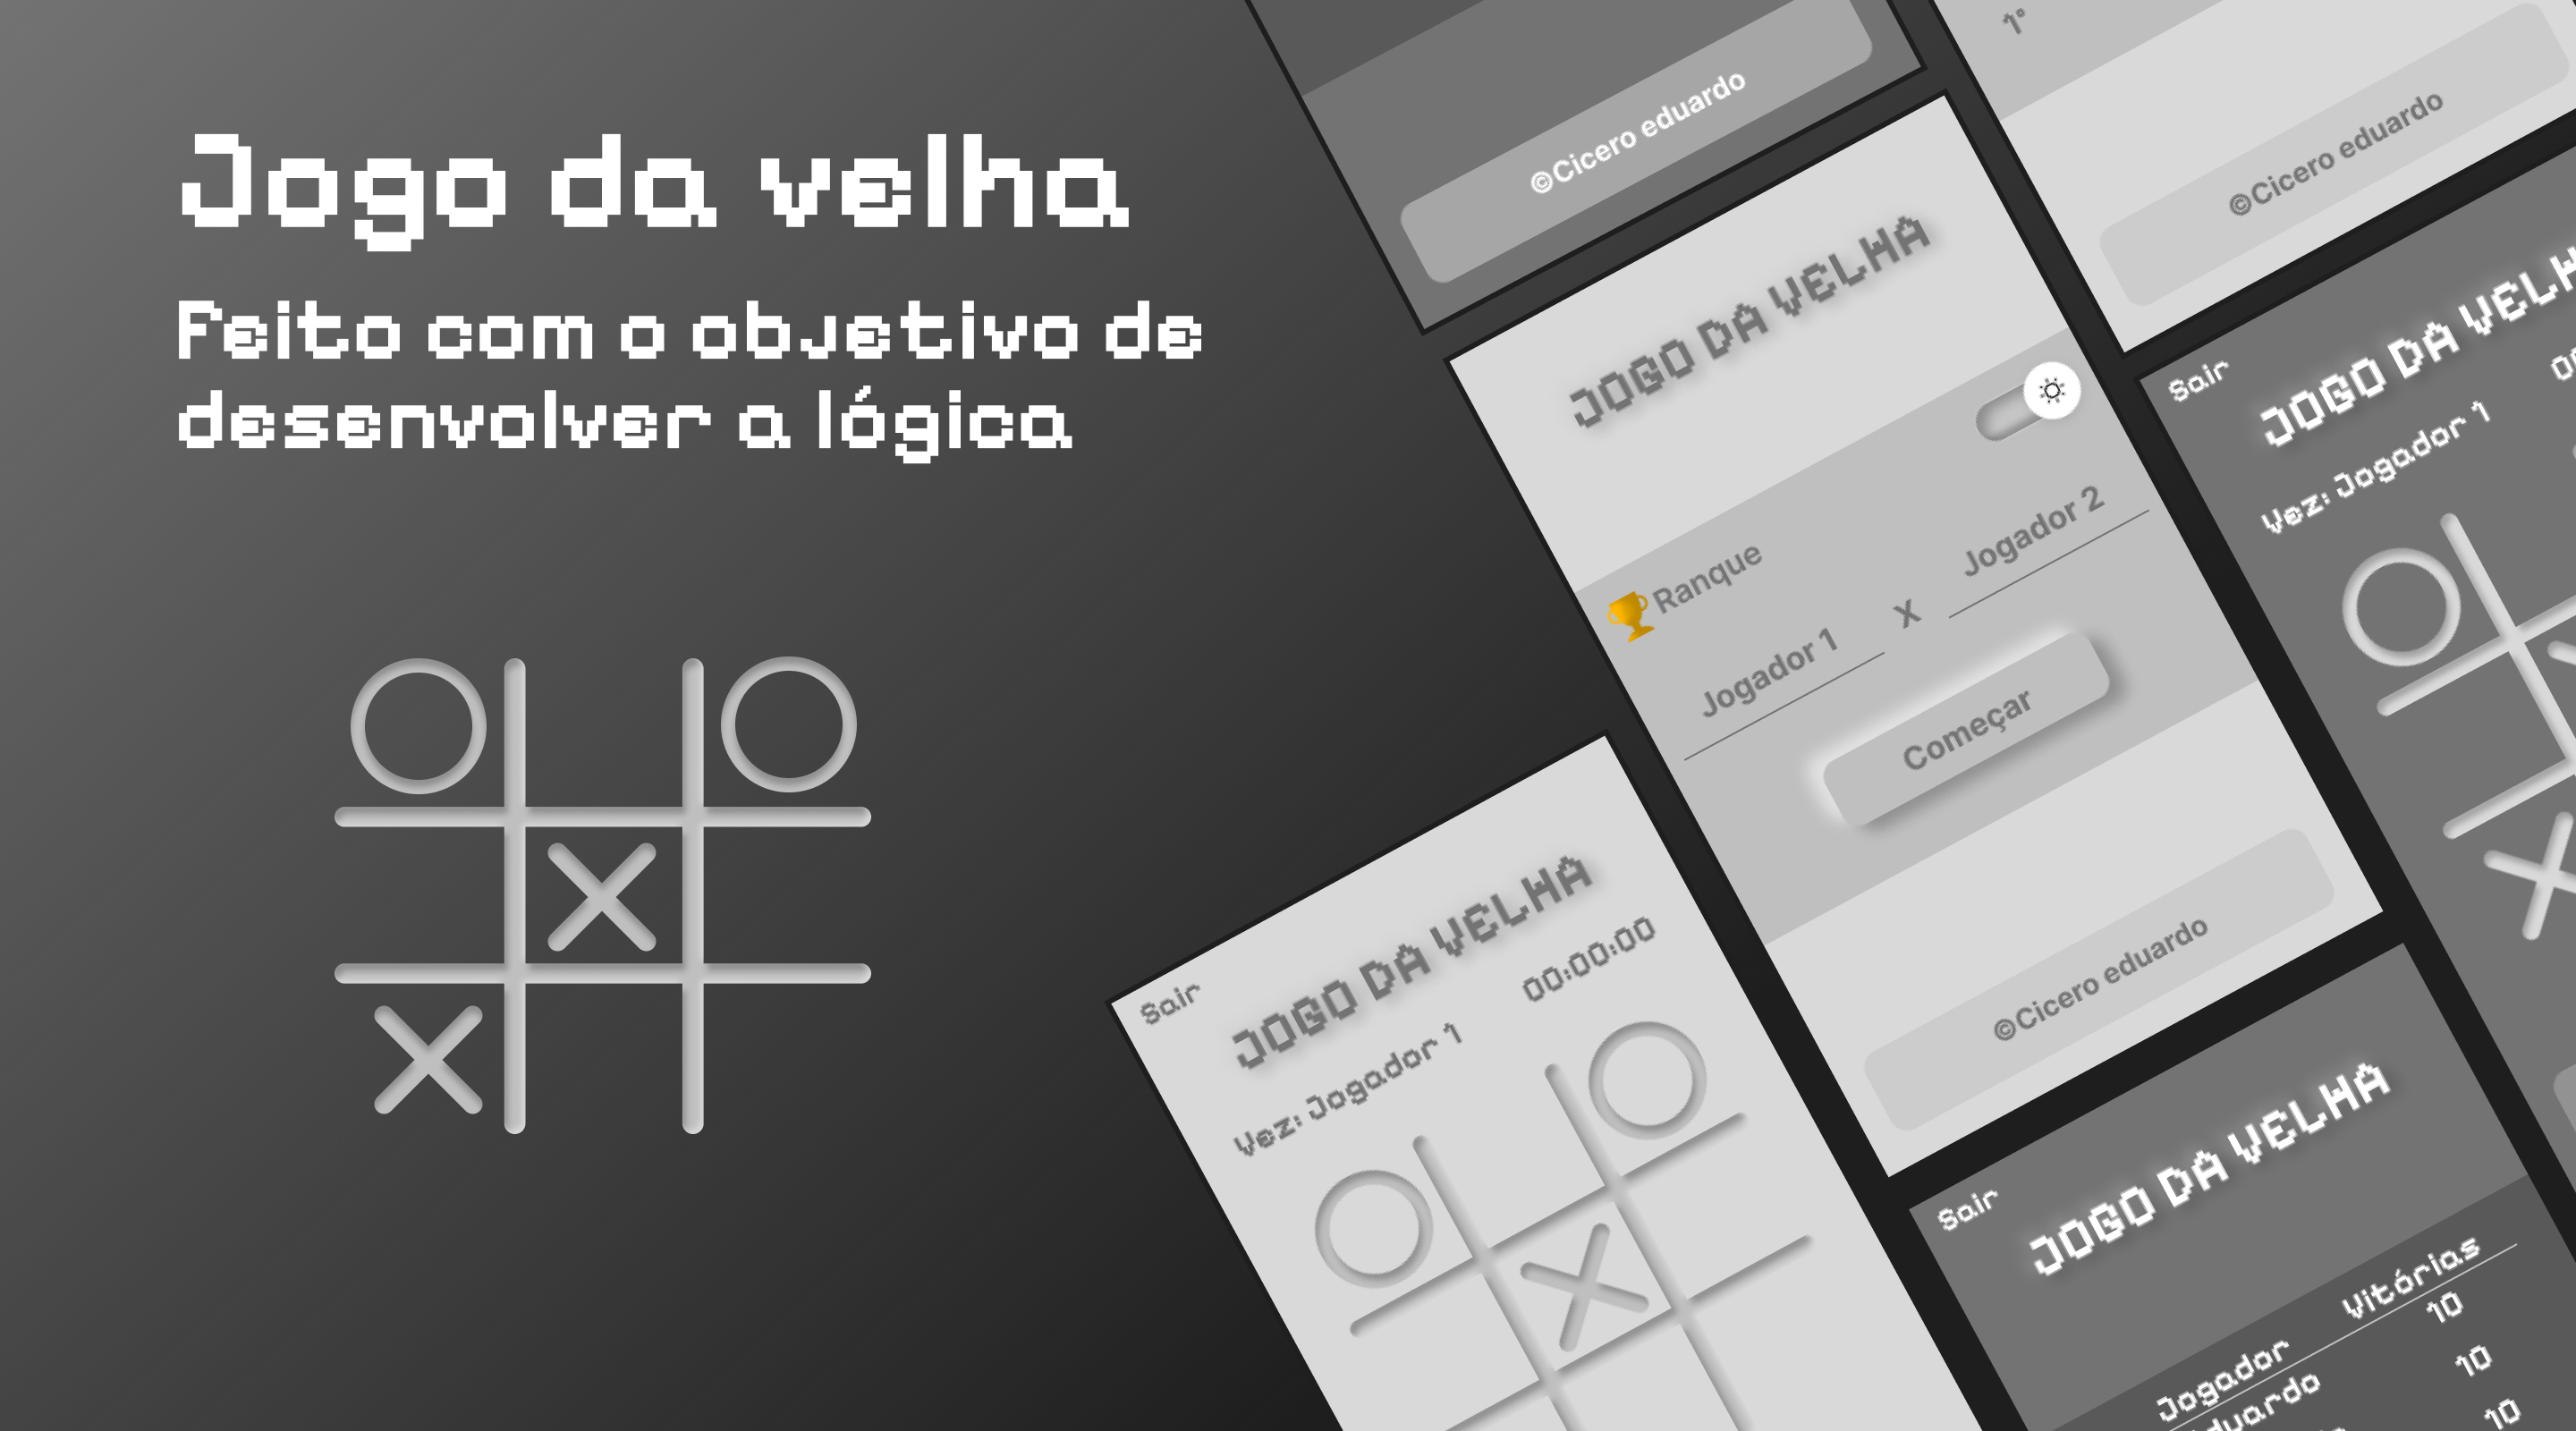 Jogo da velha
Feito com o objetivo de
desenvolver a lógica
©Cicero eduardo
1°
©Cicero eduardo
JOGO DA VELHA
Ranque
Jogador 1
X
Jogador 2
Começar
©Cicero eduardo
Sair
JOGO DA VELHA
Vez: Jogador 1
Sair
JOGO DA VELHA
Vez: Jogador 1
00:00:00
Sair
JOGO DA VELHA
Jogador Vitórias
10
10
10